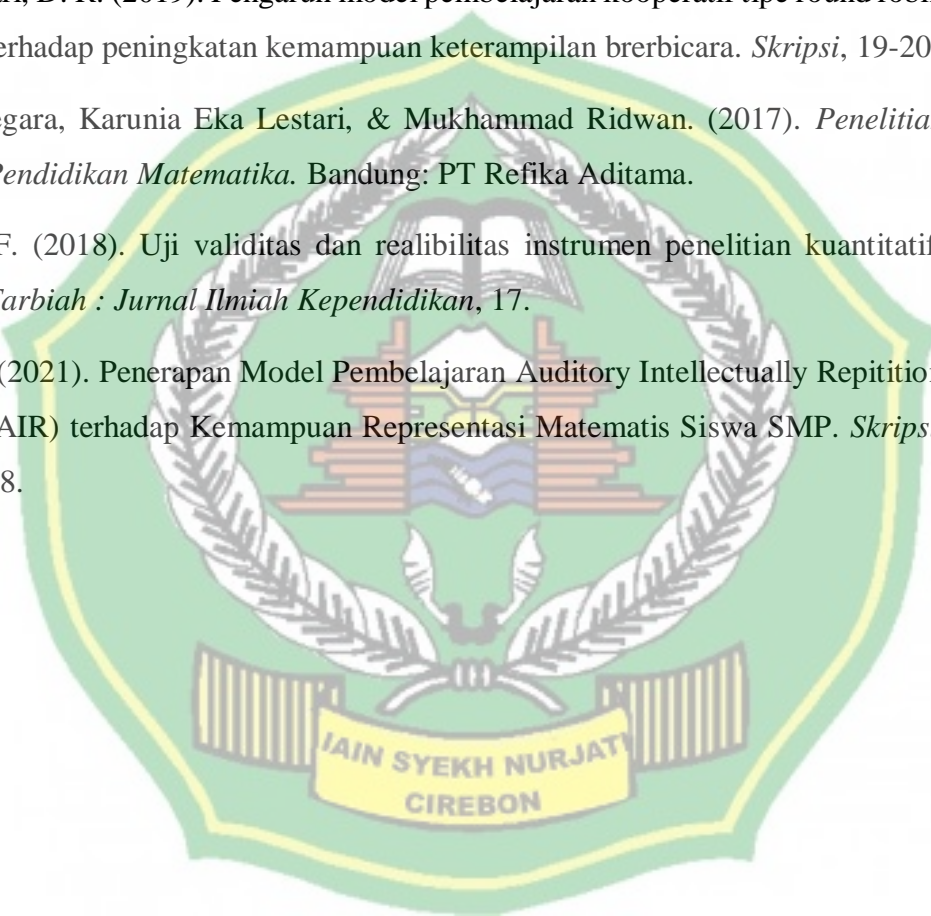 D. R. (2019). Pengaruh model pembelajaran kooperatif tipe round
erhadap peningkatan kemampuan keterampilan brerbicara. Skripsi, 19-20
egara, Karunia Eka Lestari, & Mukhammad Ridwan. (2017). Penelitia
Pendidikan Matematika. Bandung: PT Refika Aditama.
F. (2018). Uji validitas dan realibilitas instrumen penelitian kuantitatif
Tarbiah : Jurnal Ilmiah Kependidikan, 17.
(2021). Penerapan Model Pembelajaran Auditory Intellectually Repitition
AIR) terhadap Kemampuan Representasi Matematis Siswa SMP. Skripsi
8.
IAIN SYEKH NURJATI
CIREBON